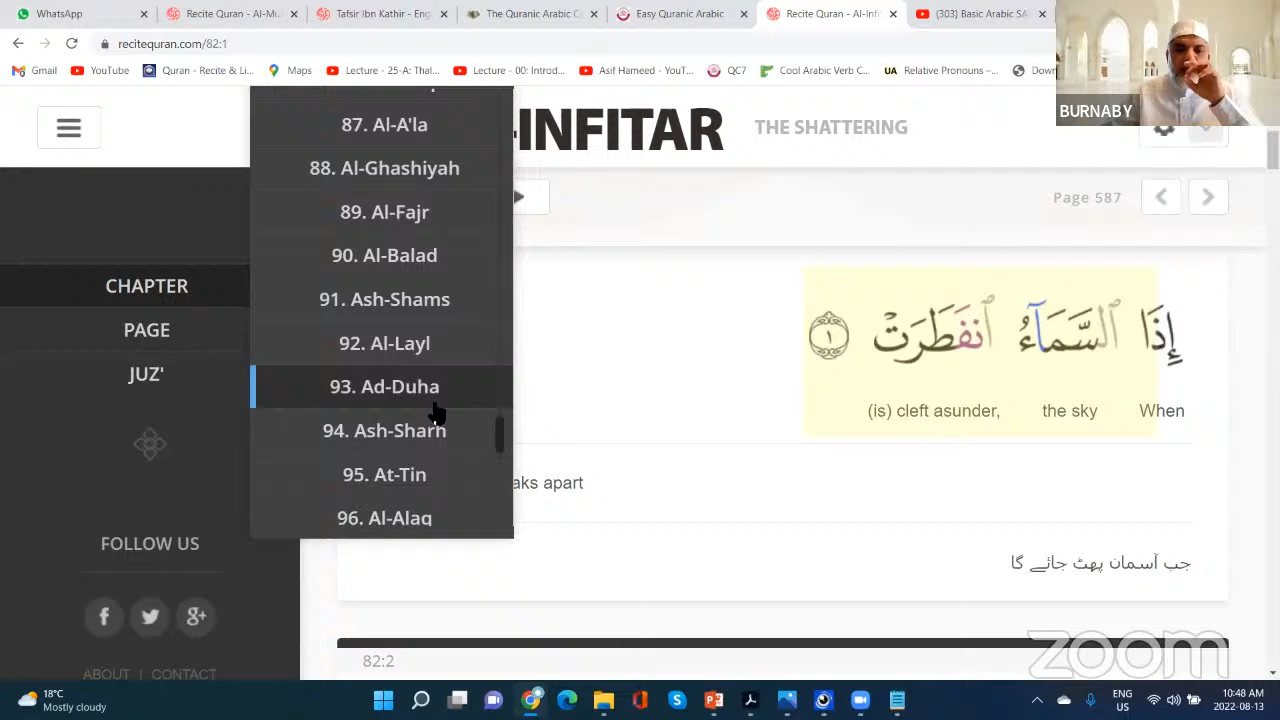 WhatsApp
Recite Quran - Al-Mu
Tafsir Ibn Kathir - Eng
The Quranic Arabic C
Easy Quranic Arabic
Recite Quran - Al-Infi
(303) Basic Arabic SA
recitequran.com/82:1
Gmail
YouTube
Quran - Recite & Li...
Maps
Lecture - 25-A: Thal...
Lecture - 00: Introd...
Asif Hameed - YouT...
QC7
Cool Arabic Verb C...
UA Relative Pronouns –...
Down
BURNABY
-INFITAR
THE SHATTERING
87. Al-A'la
88. Al-Ghashiyah
89. Al-Fajr
90. Al-Balad
91. Ash-Shams
92. Al-Layl
93. Ad-Duha
94. Ash-Sharh
95. At-Tin
96. Al-Alaq
Page 587
CHAPTER
PAGE
JUZ'
FOLLOW US
ABOUT | CONTACT
إِذَا ٱلسَّمَآءُ ٱنفَطَرَتْ ١
(is) cleft asunder, the sky When
aks apart
جب آسمان پھٹ جائے گا
82:2
zoom
18°C
Mostly cloudy
ENG
US
10:48 AM
2022-08-13